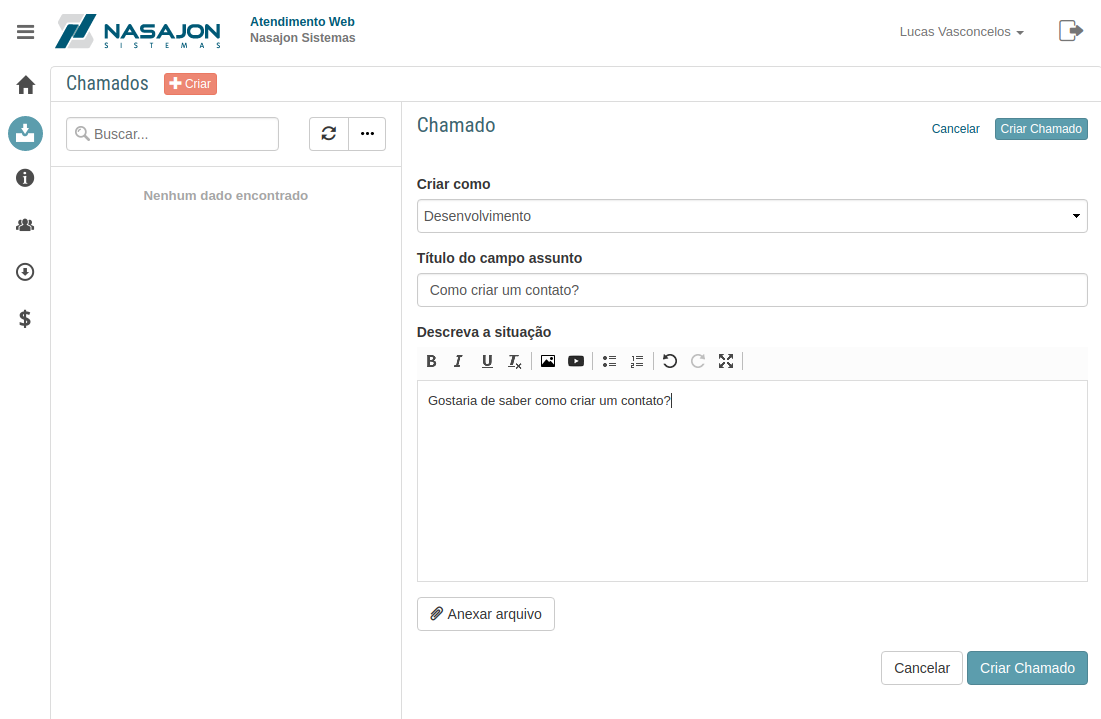 NASAJON
SISTEMAS
Atendimento Web
Nasajon Sistemas
Lucas Vasconcelos
Chamados
Criar
Buscar...
Nenhum dado encontrado
Chamado
Cancelar
Criar Chamado
Criar como
Desenvolvimento
Título do campo assunto
Como criar um contato?
Descreva a situação
Gostaria de saber como criar um contato?
Anexar arquivo
Cancelar
Criar Chamado